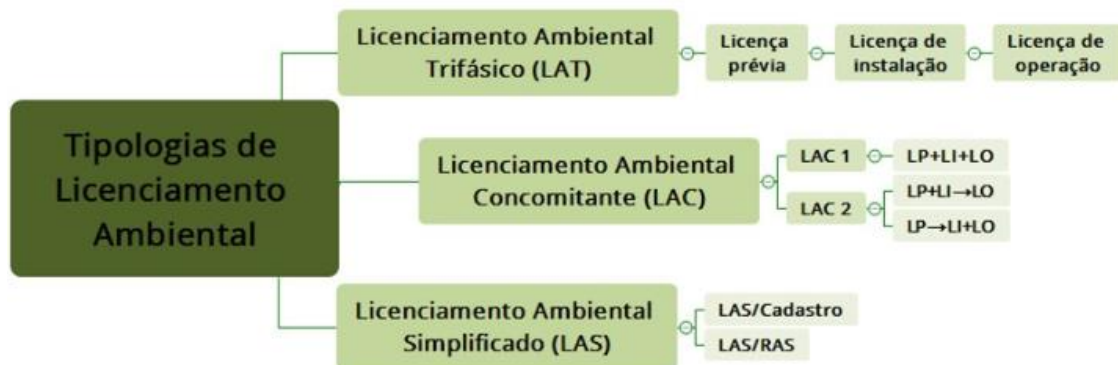 Tipologias de
Licenciamento
Ambiental
Licenciamento Ambiental
Trifásico (LAT)
Licença
prévia
Licença de
instalação
Licença de
operação
Licenciamento Ambiental
Concomitante (LAC)
LAC 1
LP+LI+LO
LAC 2
LP+LI→LO
LP→LI+LO
Licenciamento Ambiental
Simplificado (LAS)
LAS/Cadastro
LAS/RAS